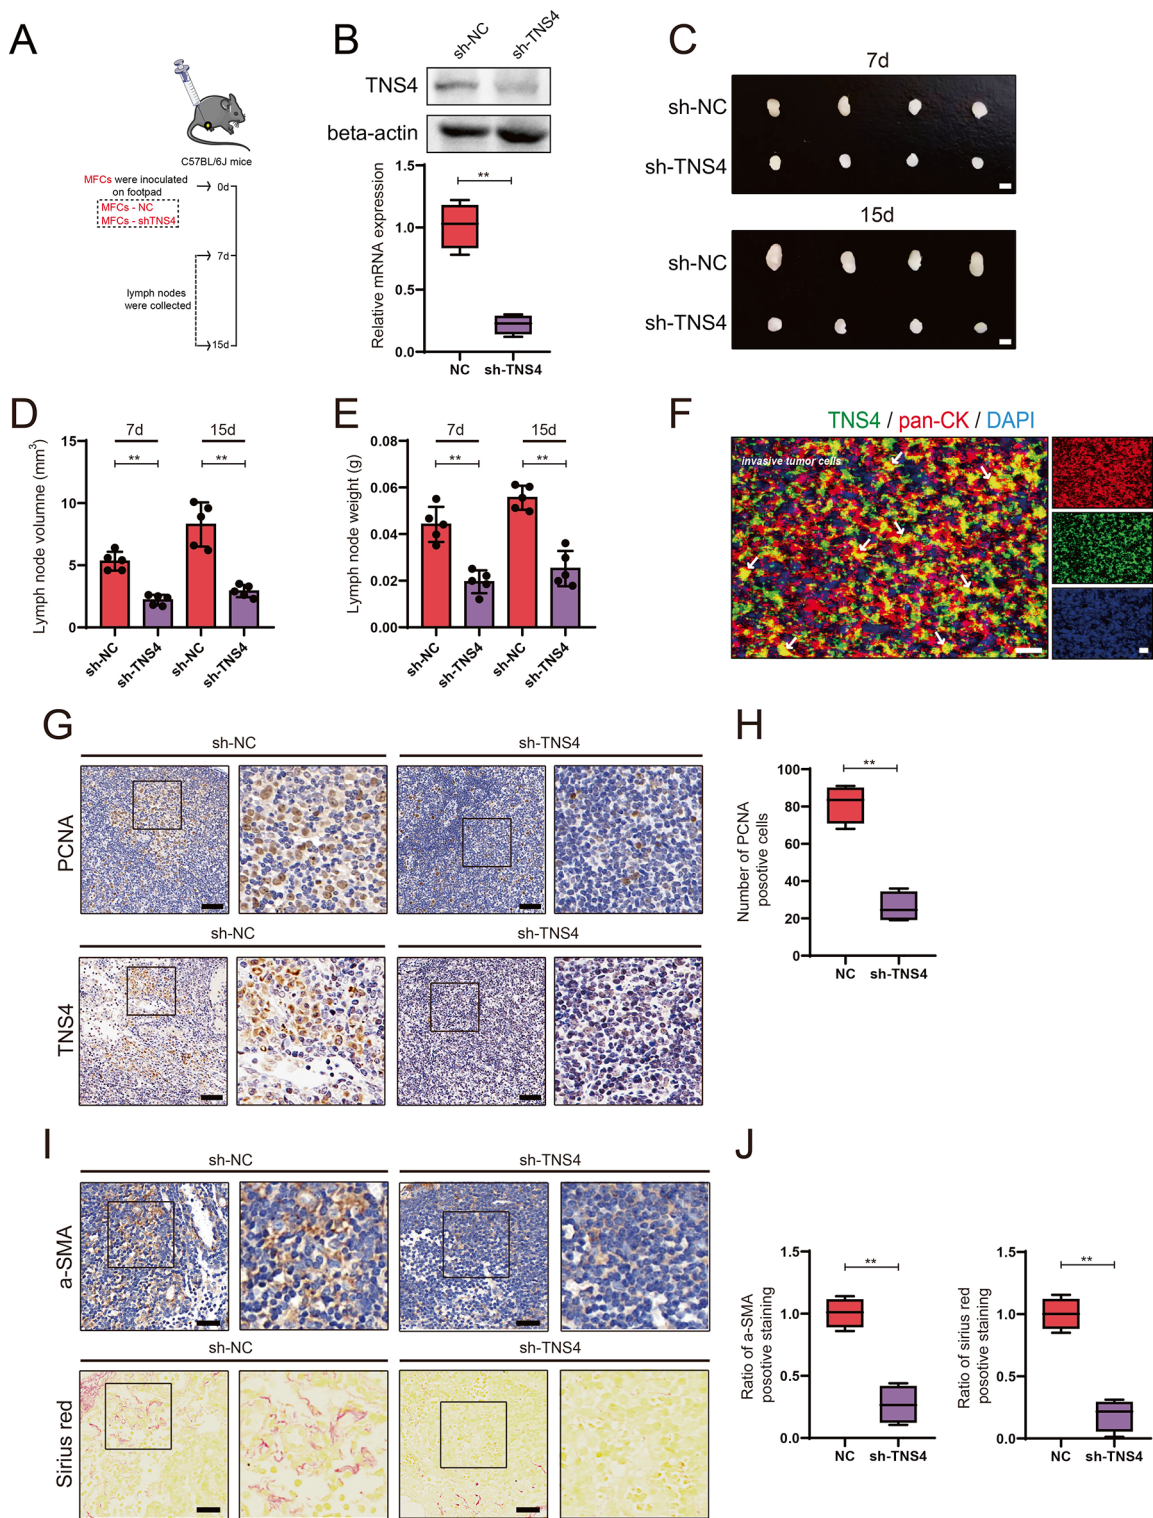 A
C57BL/6J mice
MFCs were inoculated
on footpad
0d
MFCs - NC
MFCs - shTNS4
7d
lymph nodes
were collected
15d
B
sh-NC
sh-TNS4
TNS4
beta-actin
Relative mRNA expression
1.5
1.0
0.5
0.0
**
NC
sh-TNS4
C
7d
sh-NC
sh-TNS4
15d
sh-NC
sh-TNS4
D
Lymph node volumne (mm3)
15
10
5
0
7d
15d
**
**
sh-NC
sh-TNS4
sh-NC
sh-TNS4
E
Lymph node weight (g)
0.08
0.06
0.04
0.02
0.00
7d
15d
**
**
sh-NC
sh-TNS4
sh-NC
sh-TNS4
F
TNS4 / pan-CK / DAPI
invasive tumor cells
G
sh-NC
sh-TNS4
PCNA
sh-NC
sh-TNS4
TNS4
H
Number of PCNA
posotive cells
100
80
60
40
20
0
**
NC
sh-TNS4
I
sh-NC
sh-TNS4
a-SMA
sh-NC
sh-TNS4
Sirius red
J
Ratio of a-SMA
posotive staining
1.5
1.0
0.5
0.0
**
NC
sh-TNS4
Ratio of sirius red
posotive staining
1.5
1.0
0.5
0.0
**
NC
sh-TNS4